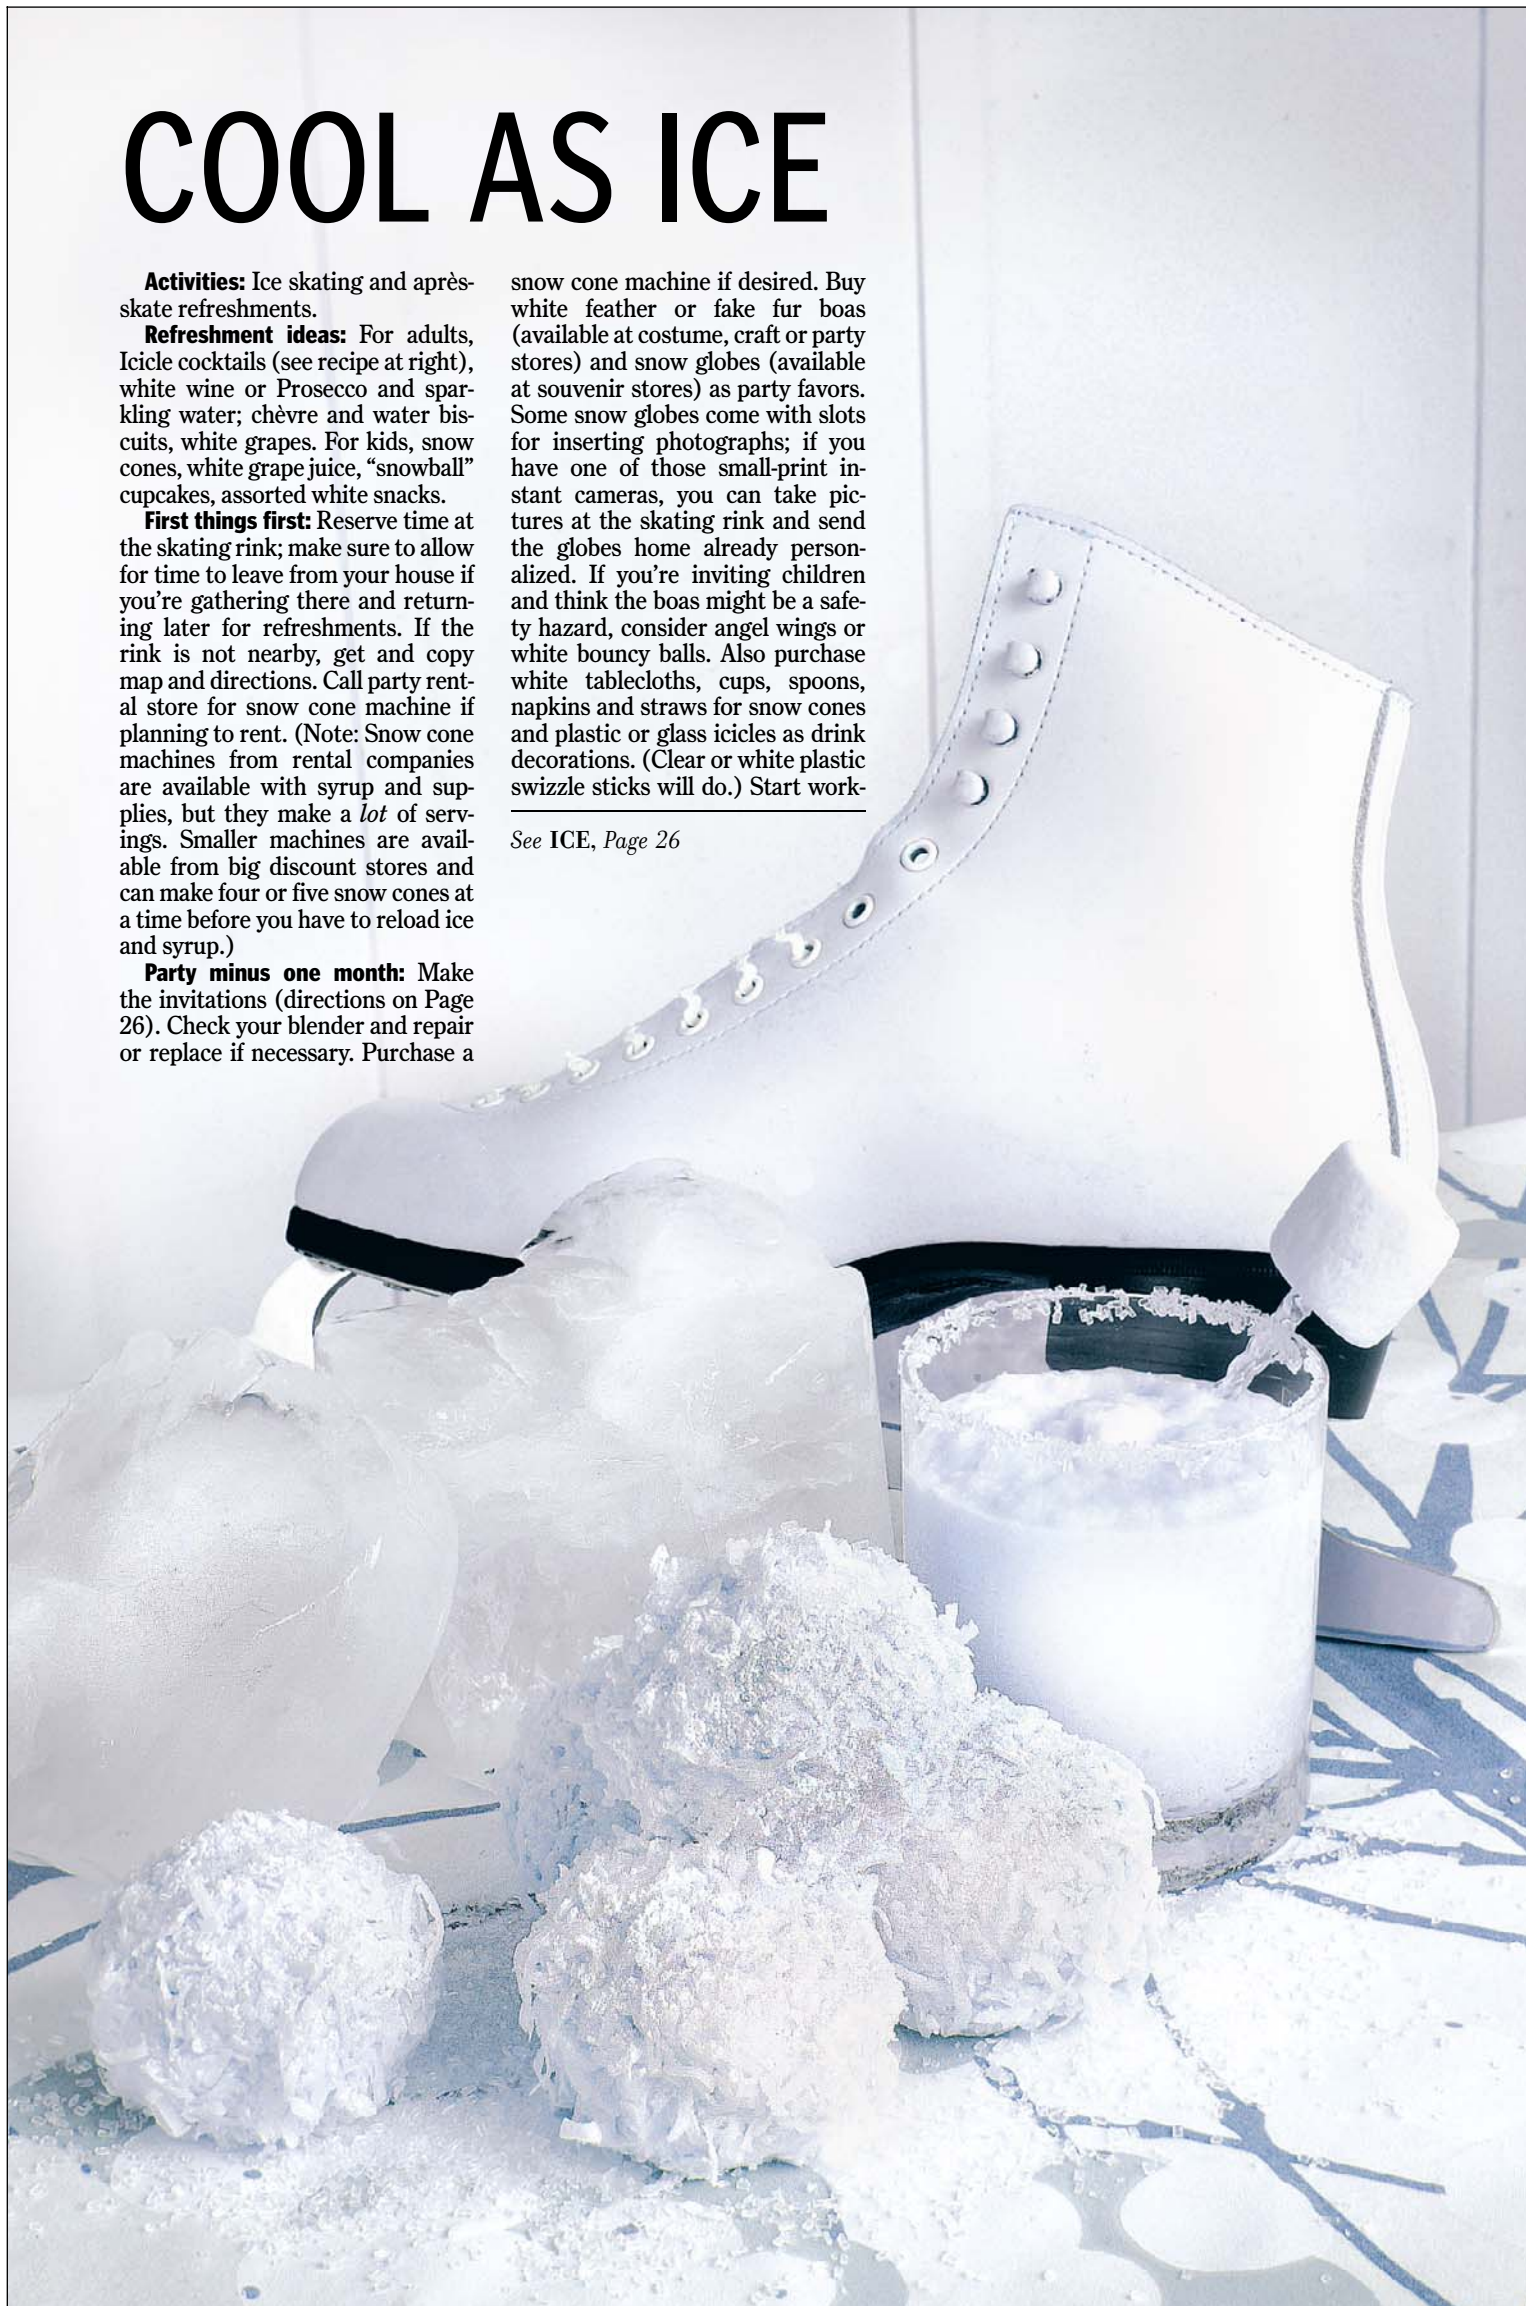 COOL AS ICE
Activities: Ice skating and après-
skate refreshments.
Refreshment ideas: For adults,
Icicle cocktails (see recipe at right),
white wine or Prosecco and spar-
kling water; chèvre and water bis-
cuits, white grapes. For kids, snow
cones, white grape juice, “snowball”
cupcakes, assorted white snacks.
First things first: Reserve time at
the skating rink; make sure to allow
for time to leave from your house if
you’re gathering there and return-
ing later for refreshments. If the
rink is not nearby, get and copy
map and directions. Call party rent-
al store for snow cone machine if
planning to rent. (Note: Snow cone
machines from rental companies
are available with syrup and sup-
plies, but they make a lot of serv-
ings. Smaller machines are avail-
able from big discount stores and
can make four or five snow cones at
a time before you have to reload ice
and syrup.)
Party minus one month: Make
the invitations (directions on Page
26). Check your blender and repair
or replace if necessary. Purchase a
snow cone machine if desired. Buy
white feather or fake fur boas
(available at costume, craft or party
stores) and snow globes (available
at souvenir stores) as party favors.
Some snow globes come with slots
for inserting photographs; if you
have one of those small-print in-
stant cameras, you can take pic-
tures at the skating rink and send
the globes home already person-
alized. If you’re inviting children
and think the boas might be a safe-
ty hazard, consider angel wings or
white bouncy balls. Also purchase
white tablecloths, cups, spoons,
napkins and straws for snow cones
and plastic or glass icicles as drink
decorations. (Clear or white plastic
swizzle sticks will do.) Start work-
See ICE, Page 26